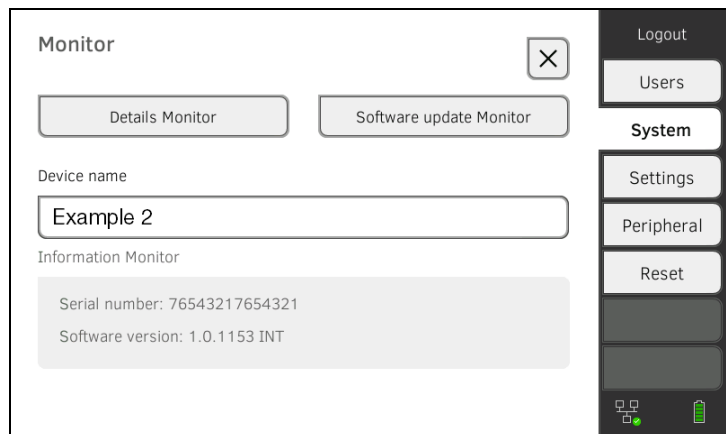 Monitor
Details Monitor
Software update Monitor
Device name
Example 2
Information Monitor
Serial number: 76543217654321
Software version: 1.0.1153 INT
Logout
Users
System
Settings
Peripheral
Reset